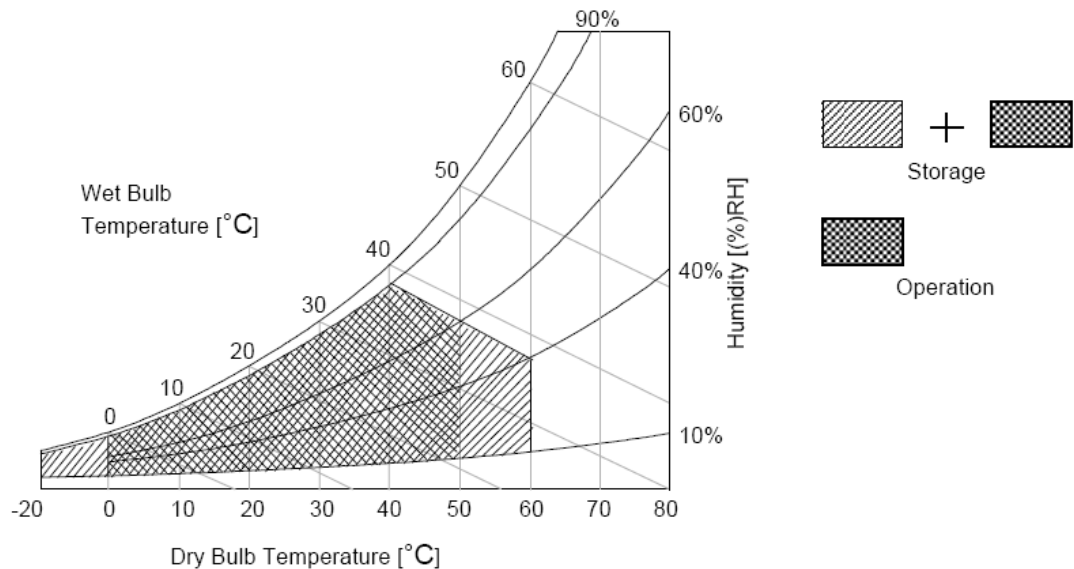 90%
60
60%
50
Wet Bulb
Temperature [°C]
40
40%
30
20
10
0
10%
Humidity [(%)RH]
-20 0 10 20 30 40 50 60 70 80
Dry Bulb Temperature [°C]
+
Storage
Operation